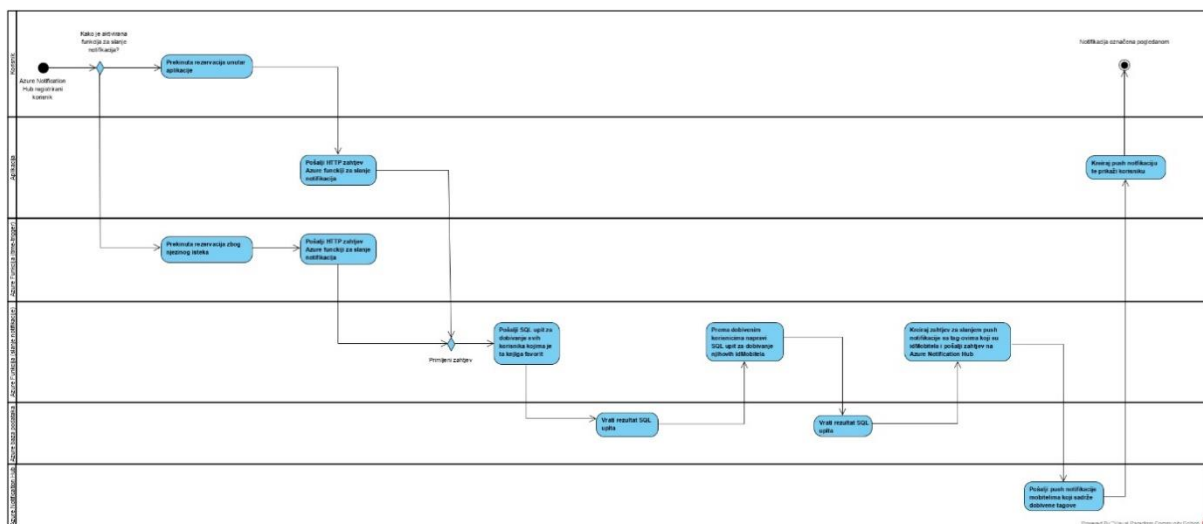 Kako je aktivirana
funkcija za slanje
notifikacija?
Notifikacija označena pogledanom
Korisnik
Azure Notification
Hub registrirani
korisnik
Prekinuta rezervacija unutar
aplikacije
Aplikacija
Pošalji HTTP zahtjev
Azure funkciji za slanje
notifikacija
Kreiraj push notifikaciju
te prikaži korisniku
Azure Funkcija (time-trigger)
Prekinuta rezervacija zbog
njezinog isteka
Pošalji HTTP zahtjev
Azure funkciji za slanje
notifikacija
Azure Funkcija (slanje notifikacije)
Primljeni zahtjev
Pošalji SQL upit za
dobivanje svih
korisnika kojima je
ta knjiga favorit
Prema dobivenim
korisnicima napravi
SQL upit za dobivanje
njihovih idMobitela
Kreiraj zahtjev za slanjem push
notifikacije sa tag-ovima koji su
idMobitela i pošalji zahtjev na
Azure Notification Hub
Azure baza podataka
Vrati rezultat SQL
upita
Vrati rezultat SQL
upita
Azure Notification Hub
Pošalji push notifikacije
mobitelima koji sadrže
dobivene tagove